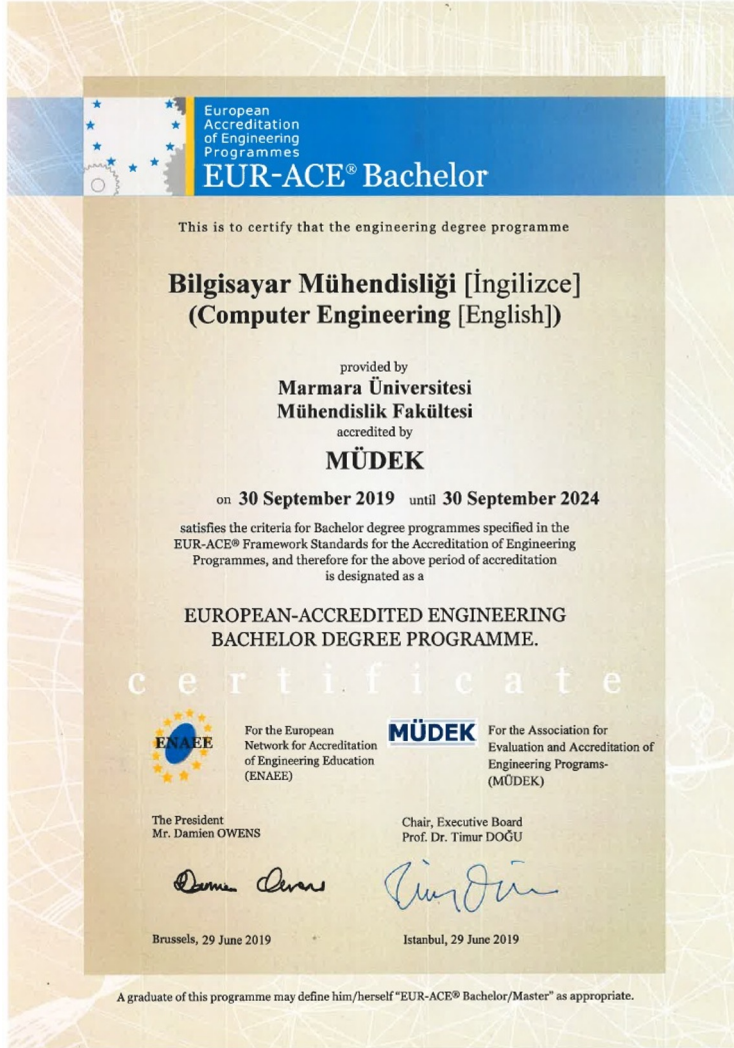 European
Accreditation
of Engineering
Programmes
EUR-ACE® Bachelor
This is to certify that the engineering degree programme
Bilgisayar Mühendisliği [İngilizce]
(Computer Engineering [English])
provided by
Marmara Üniversitesi
Mühendislik Fakültesi
accredited by
MÜDEK
on 30 September 2019 until 30 September 2024
satisfies the criteria for Bachelor degree programmes specified in the
EUR-ACE® Framework Standards for the Accreditation of Engineering
Programmes, and therefore for the above period of accreditation
is designated as a
EUROPEAN-ACCREDITED ENGINEERING
BACHELOR DEGREE PROGRAMME.
certificate
ENAEE
For the European
Network for Accreditation
of Engineering Education
(ENAEE)
MÜDEK
For the Association for
Evaluation and Accreditation of
Engineering Programs-
(MÜDEK)
The President
Mr. Damien OWENS
Chair, Executive Board
Prof. Dr. Timur DOĞU
Damien Owens
Brussels, 29 June 2019
Istanbul, 29 June 2019
A graduate of this programme may define him/herself "EUR-ACE® Bachelor/Master" as appropriate.